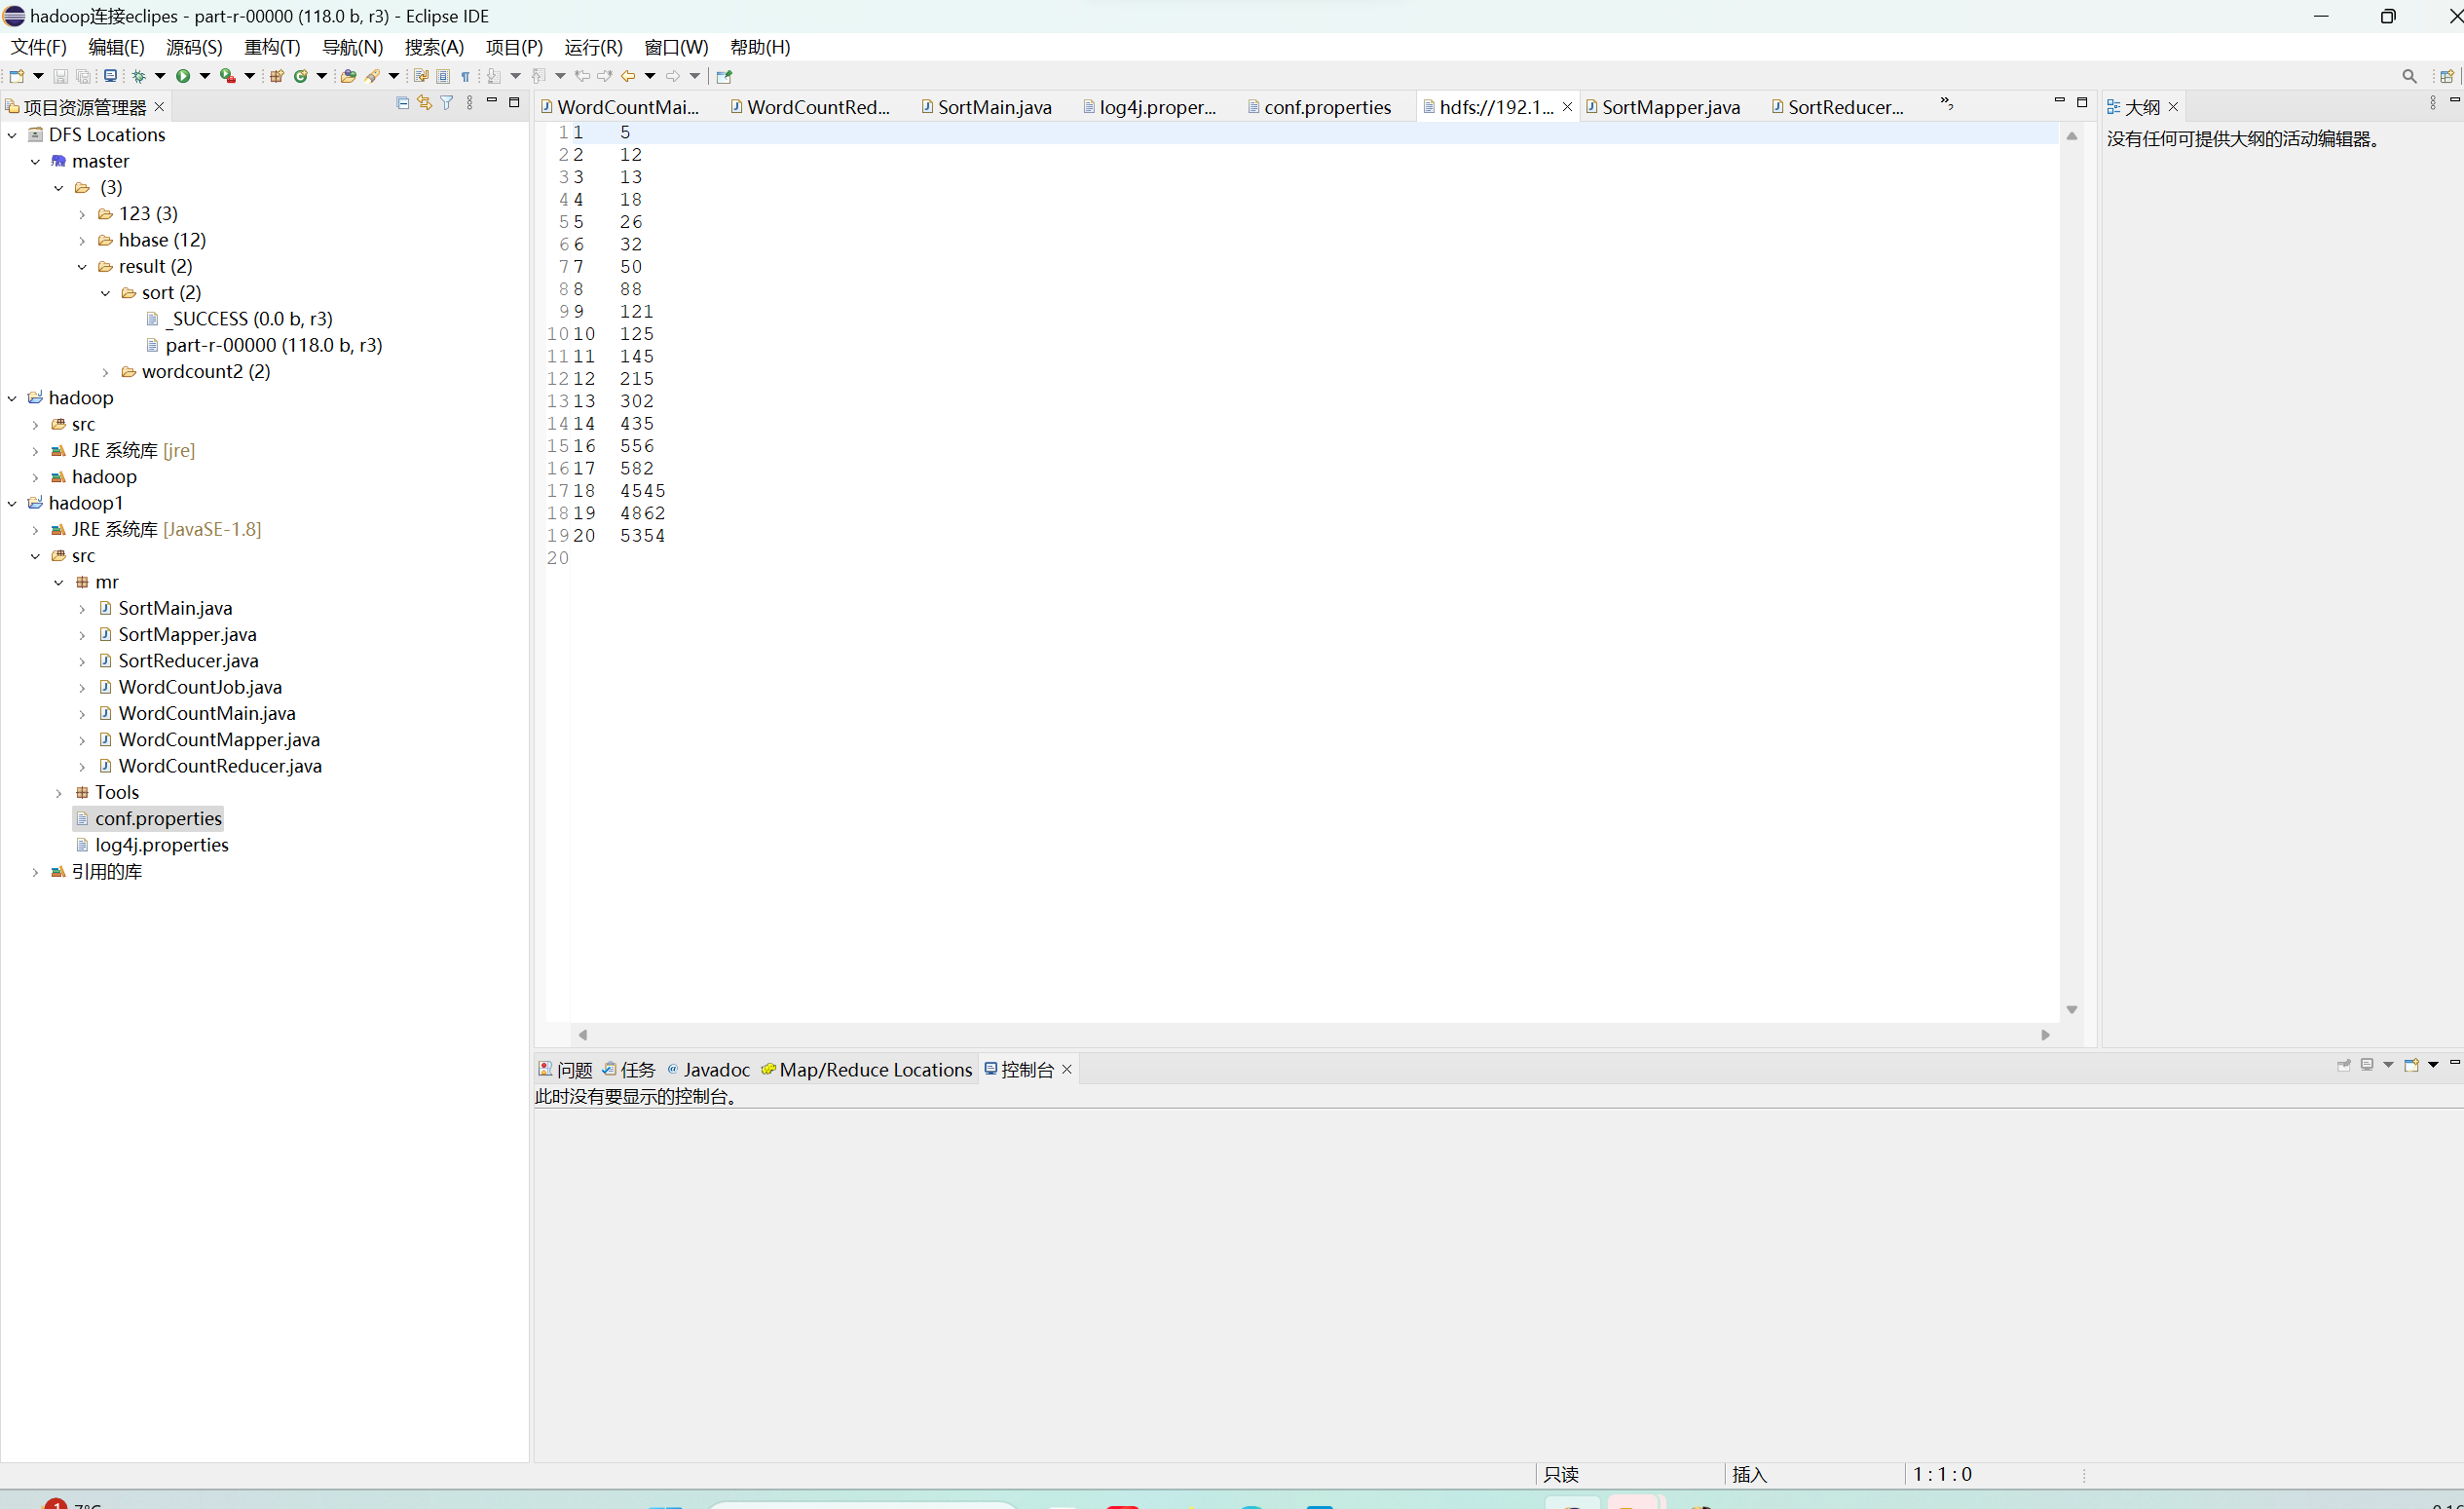 hadoop连接eclipes - part-r-00000 (118.0 b, r3) - Eclipse IDE
文件(F) 编辑(E) 源码(S) 重构(T) 导航(N) 搜索(A) 项目(P) 运行(R) 窗口(W) 帮助(H)
项目资源管理器
DFS Locations
master
(3)
123 (3)
hbase (12)
result (2)
sort (2)
_SUCCESS (0.0 b, r3)
part-r-00000 (118.0 b, r3)
wordcount2 (2)
hadoop
src
JRE 系统库 [jre]
hadoop
hadoop1
JRE 系统库 [JavaSE-1.8]
src
mr
SortMain.java
SortMapper.java
SortReducer.java
WordCountJob.java
WordCountMain.java
WordCountMapper.java
WordCountReducer.java
Tools
conf.properties
log4j.properties
引用的库
WordCountMai... WordCountRed... SortMain.java log4j.proper... conf.properties hdfs://192.1... SortMapper.java SortReducer... »2
1 1 5
2 2 12
3 3 13
4 4 18
5 5 26
6 6 32
7 7 50
8 8 88
9 9 121
10 10 125
11 11 145
12 12 215
13 13 302
14 14 435
15 16 556
16 17 582
17 18 4545
18 19 4862
19 20 5354
20
大纲
没有任何可提供大纲的活动编辑器。
问题 任务 @ Javadoc Map/Reduce Locations 控制台
此时没有要显示的控制台。
只读 插入 1 : 1 : 0
1